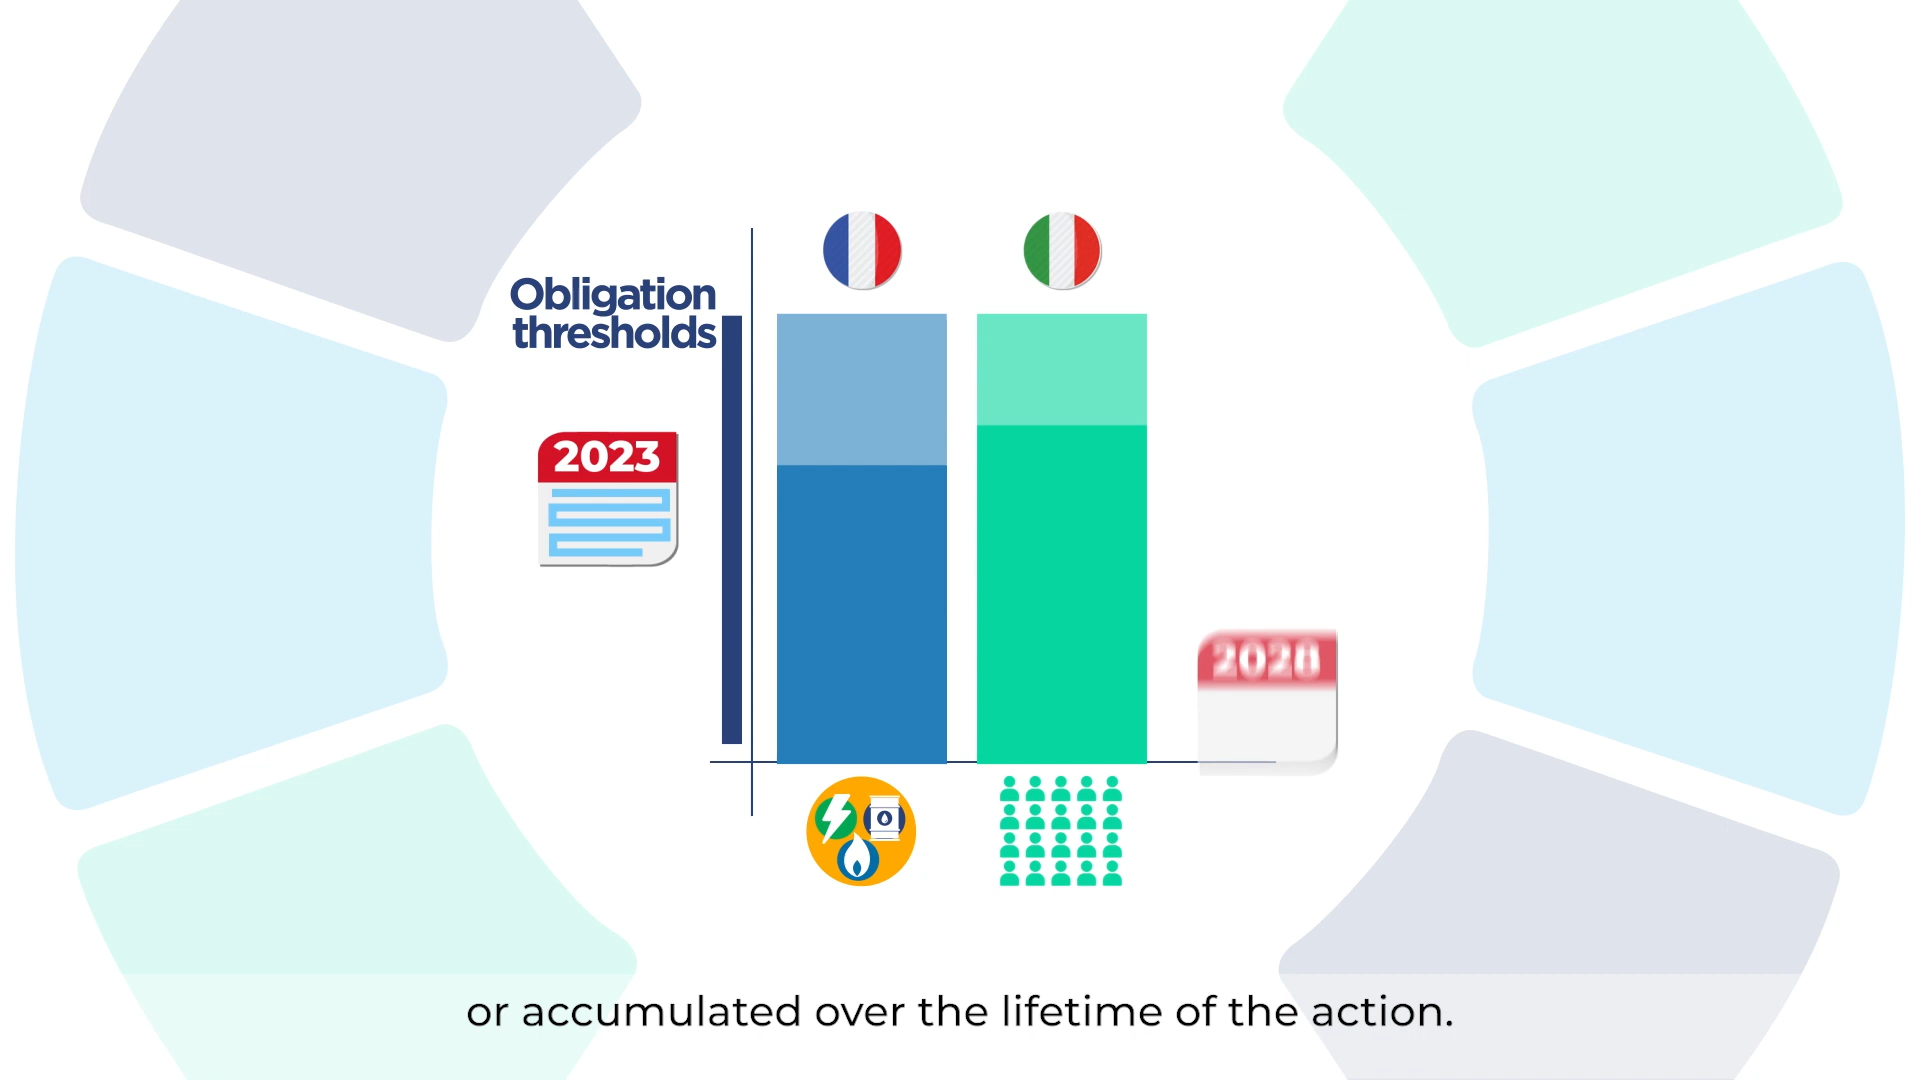 Obligation
thresholds
2023
or accumulated over the lifetime of the action.